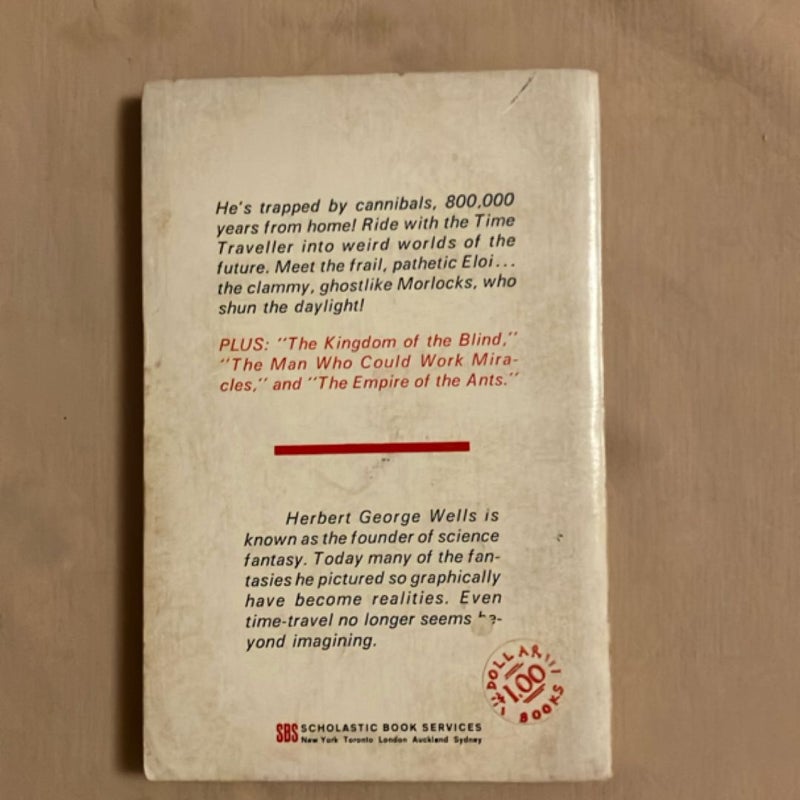 He's trapped by cannibals, 800,000
years from home! Ride with the Time
Traveller into weird worlds of the
future. Meet the frail, pathetic Eloi...
the clammy, ghostlike Morlocks, who
shun the daylight!
PLUS: "The Kingdom of the Blind,"
"The Man Who Could Work Mira-
cles," and "The Empire of the Ants."
Herbert George Wells is
known as the founder of science
fantasy. Today many of the fan-
tasies he pictured so graphically
have become realities. Even
time-travel no longer seems be-
yond imagining.
DOLLAR
1.00
BOOKS
SBS SCHOLASTIC BOOK SERVICES
New York Toronto London Auckland Sydney